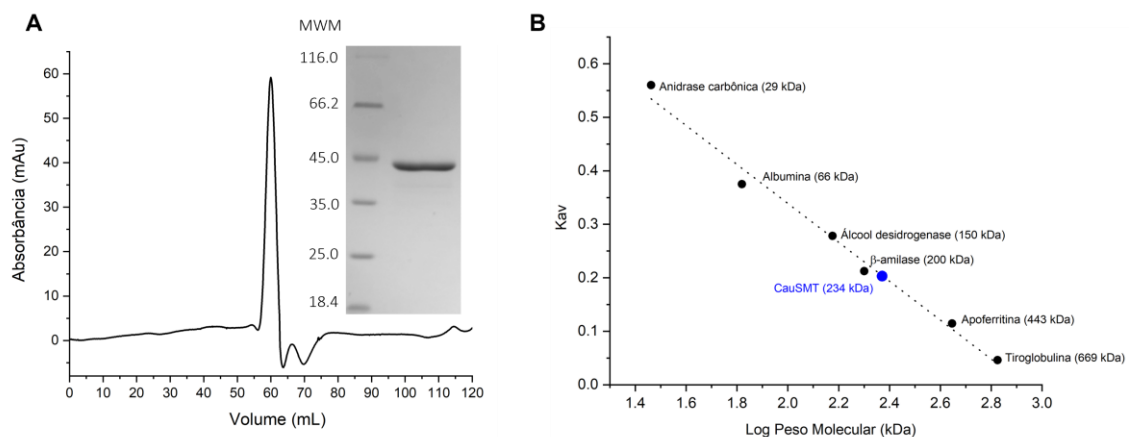 A
MWM
116.0
66.2
45.0
35.0
25.0
18.4
60
50
40
30
20
10
0
Absorbância (mAu)
0 10 20 30 40 50 60 70 80 90 100 110 120
Volume (mL)
B
0.6
0.5
0.4
0.3
0.2
0.1
0.0
Kav
Anidrase carbônica (29 kDa)
Albumina (66 kDa)
Álcool desidrogenase (150 kDa)
β-amilase (200 kDa)
CauSMT (234 kDa)
Apoferritina (443 kDa)
Tiroglobulina (669 kDa)
1.4 1.6 1.8 2.0 2.2 2.4 2.6 2.8 3.0
Log Peso Molecular (kDa)